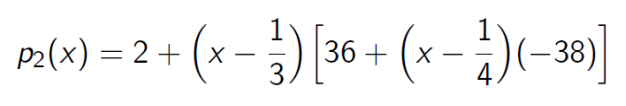 p₂(x) = 2 + (x − 1/3) [36 + (x − 1/4)(−38)]